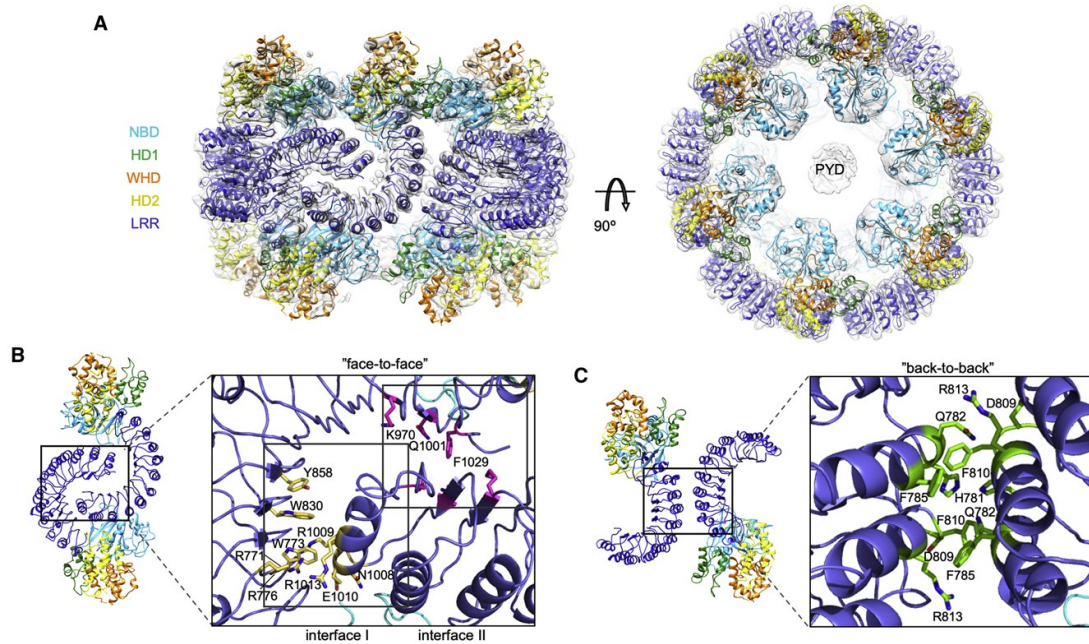 A
NBD
HD1
WHD
HD2
LRR
90°
PYD
B
"face-to-face"
K970
Q1001
F1029
Y858
W830
W773
R1009
R771
R776
R1013
E1010
N1008
interface I
interface II
C
"back-to-back"
R813
D809
Q782
F810
F785
H781
Q782
F810
D809
F785
R813